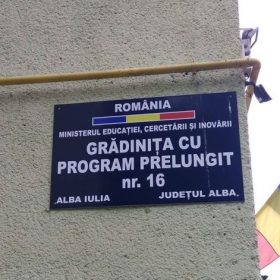 ROMÂNIA
MINISTERUL EDUCAȚIEI, CERCETĂRII ȘI INOVĂRII
GRĂDINIȚA CU
PROGRAM PRELUNGIT
nr. 16
ALBA IULIA JUDEȚUL ALBA